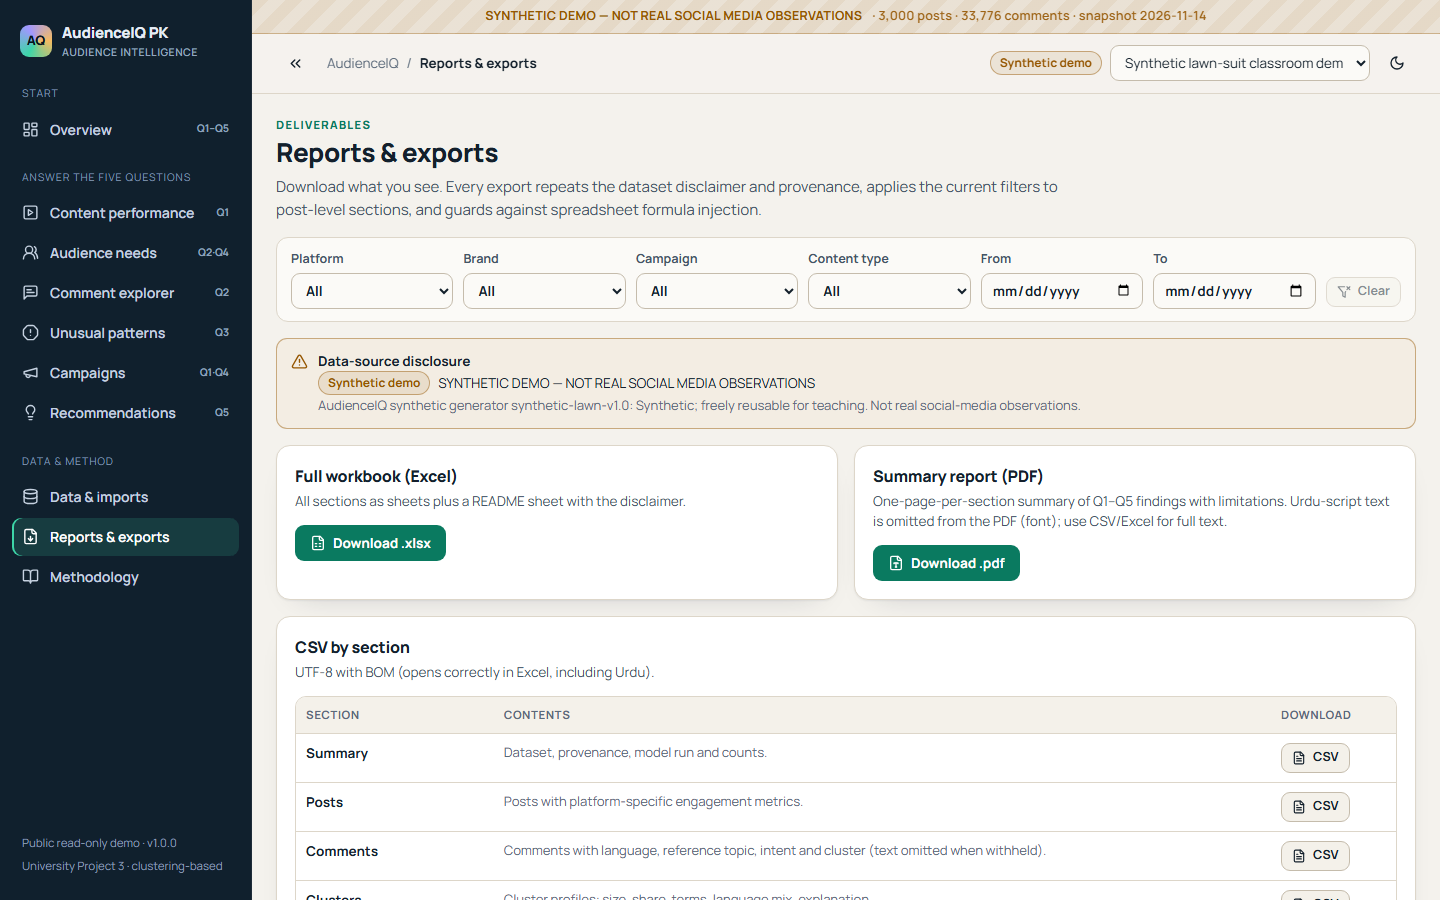 AQ
AudienceIQ PK
AUDIENCE INTELLIGENCE
START
Overview Q1–Q5
ANSWER THE FIVE QUESTIONS
Content performance Q1
Audience needs Q2·Q4
Comment explorer Q2
Unusual patterns Q3
Campaigns Q1·Q4
Recommendations Q5
DATA & METHOD
Data & imports
Reports & exports
Methodology
Public read-only demo · v1.0.0
University Project 3 · clustering-based
SYNTHETIC DEMO — NOT REAL SOCIAL MEDIA OBSERVATIONS · 3,000 posts · 33,776 comments · snapshot 2026-11-14
AudienceIQ / Reports & exports
Synthetic demo
Synthetic lawn-suit classroom dem
DELIVERABLES
Reports & exports
Download what you see. Every export repeats the dataset disclaimer and provenance, applies the current filters to
post-level sections, and guards against spreadsheet formula injection.
Platform Brand Campaign Content type From To
All All All All mm/dd/yyyy mm/dd/yyyy Clear
Data-source disclosure
Synthetic demo SYNTHETIC DEMO — NOT REAL SOCIAL MEDIA OBSERVATIONS
AudienceIQ synthetic generator synthetic-lawn-v1.0: Synthetic; freely reusable for teaching. Not real social-media observations.
Full workbook (Excel)
All sections as sheets plus a README sheet with the disclaimer.
Download .xlsx
Summary report (PDF)
One-page-per-section summary of Q1–Q5 findings with limitations. Urdu-script text
is omitted from the PDF (font); use CSV/Excel for full text.
Download .pdf
CSV by section
UTF-8 with BOM (opens correctly in Excel, including Urdu).
SECTION CONTENTS DOWNLOAD
Summary Dataset, provenance, model run and counts. CSV
Posts Posts with platform-specific engagement metrics. CSV
Comments Comments with language, reference topic, intent and cluster (text omitted when withheld). CSV
Clusters Cluster profiles: size, share, terms, language mix, explanation. CSV